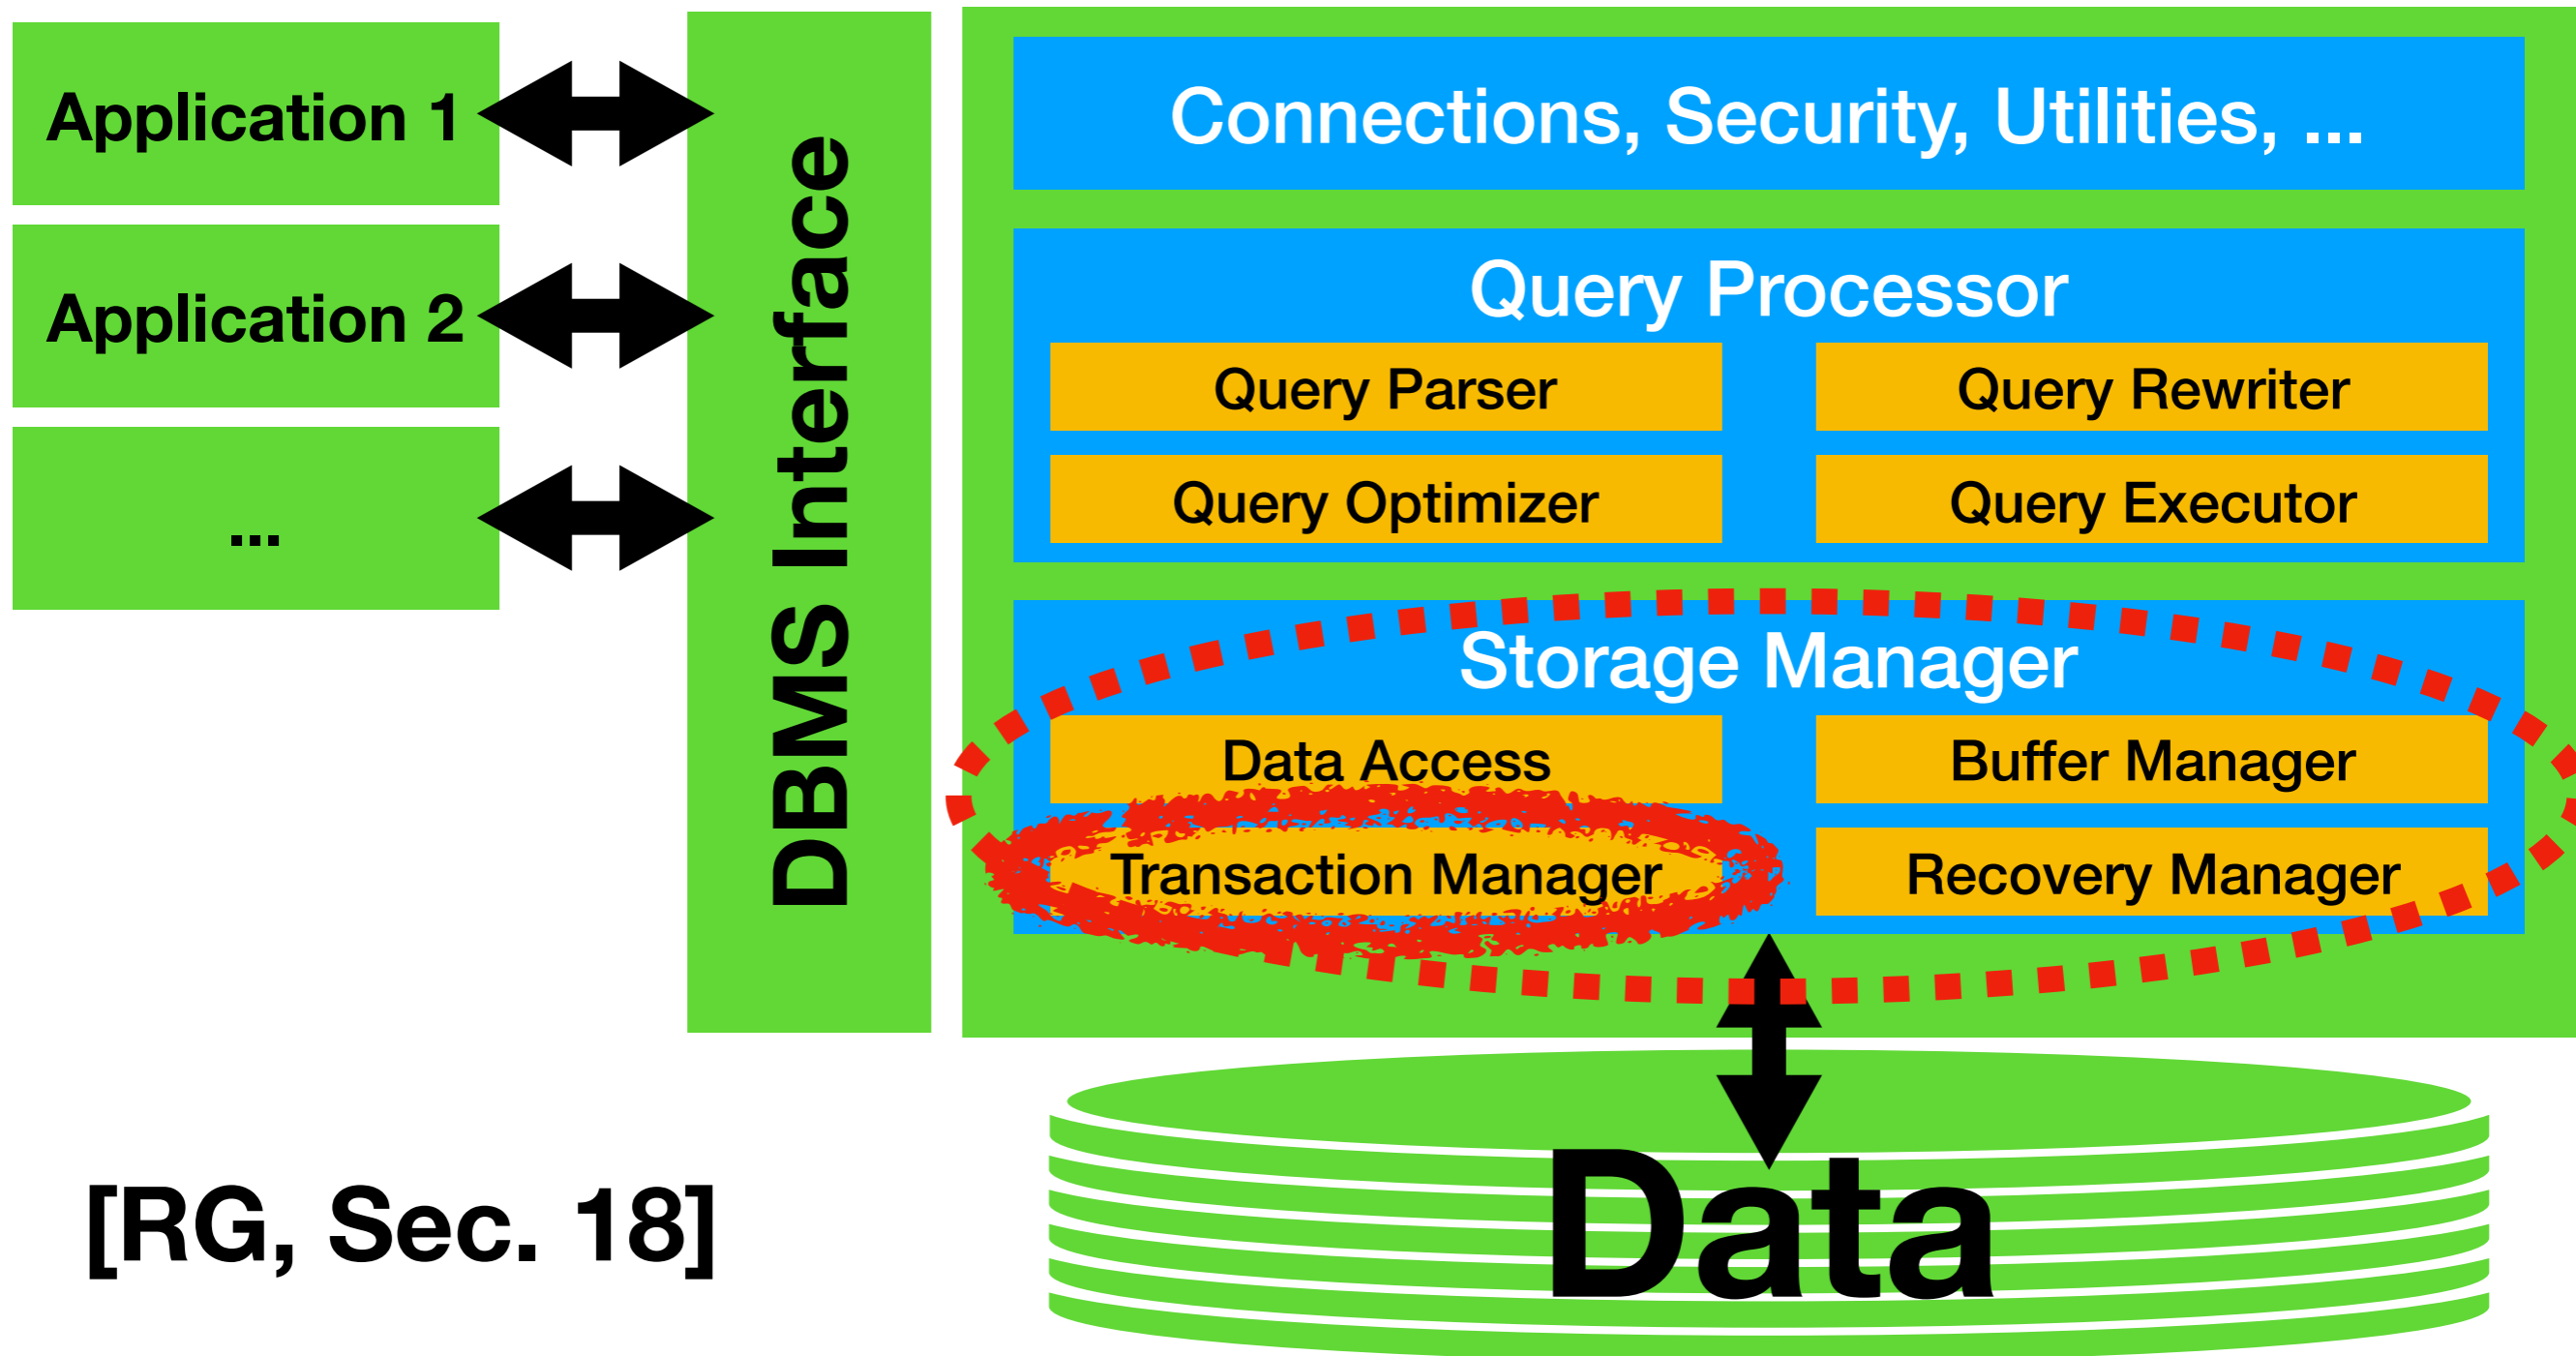 Application 1
Application 2
...
DBMS Interface
Connections, Security, Utilities, ...
Query Processor
Query Parser
Query Rewriter
Query Optimizer
Query Executor
Storage Manager
Data Access
Buffer Manager
Transaction Manager
Recovery Manager
Data
[RG, Sec. 18]